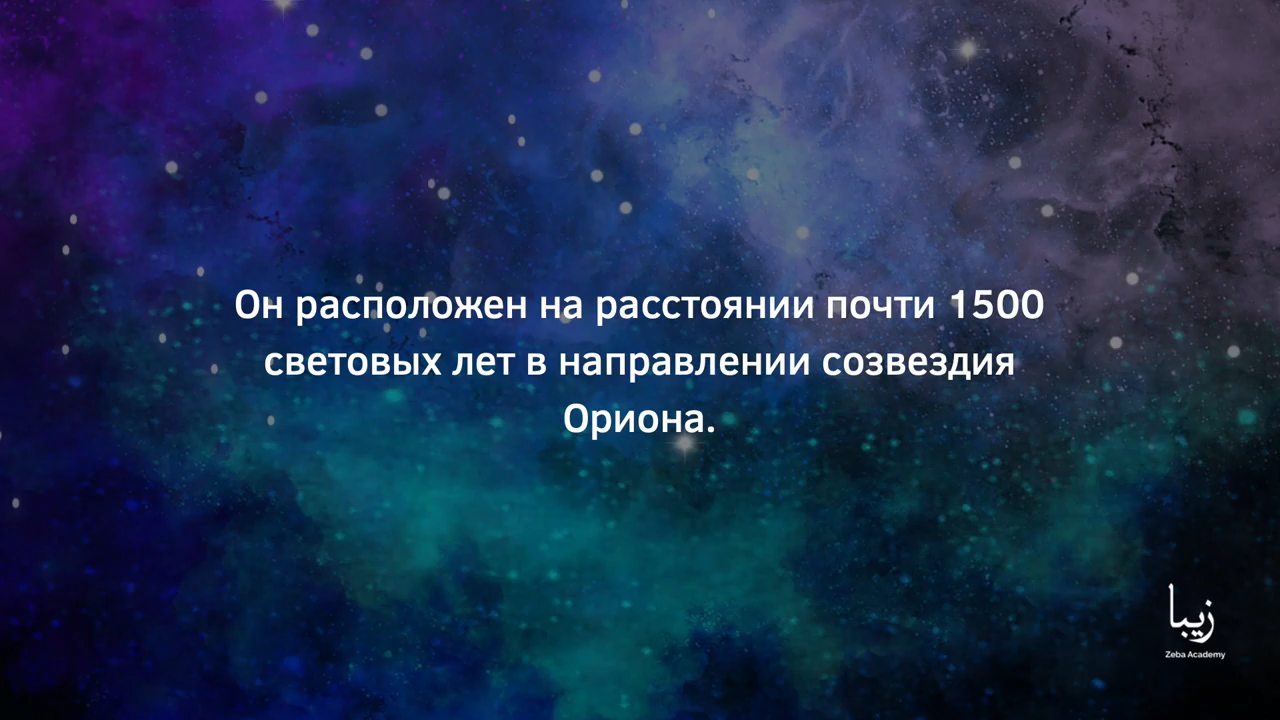 Он расположен на расстоянии почти 1500
световых лет в направлении созвездия
Ориона.
زیبا
Zeba Academy